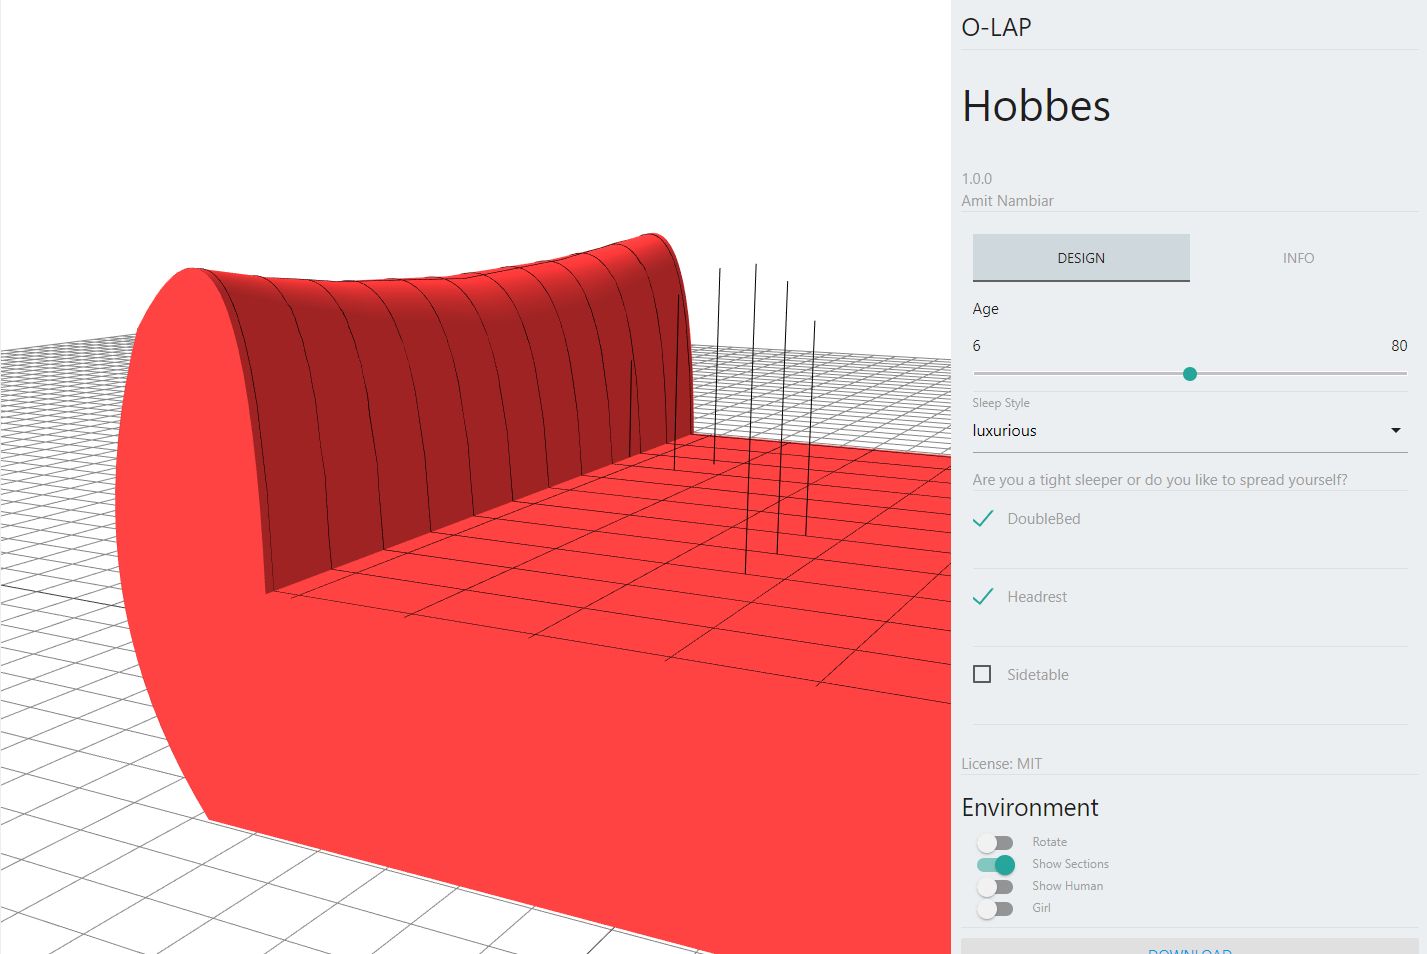 O-LAP
Hobbes
1.0.0
Amit Nambiar
DESIGN INFO
Age
6 80
Sleep Style
luxurious
Are you a tight sleeper or do you like to spread yourself?
DoubleBed
Headrest
Sidetable
License: MIT
Environment
Rotate
Show Sections
Show Human
Girl
DOWNLOAD